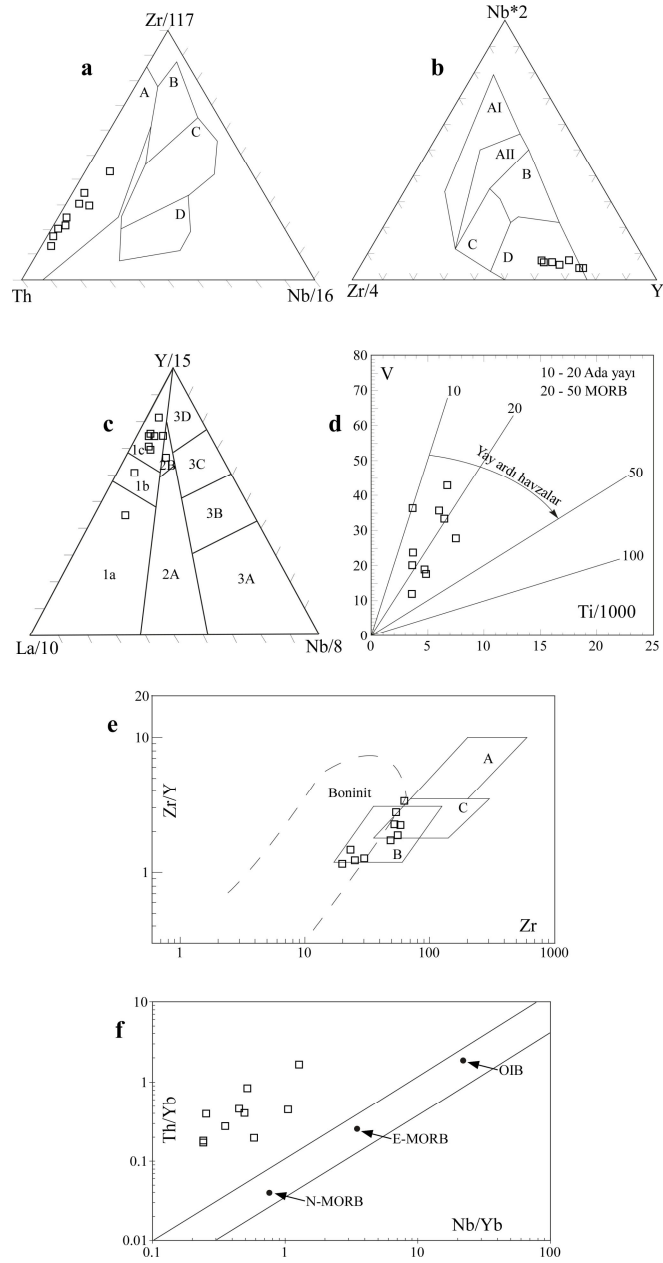 Zr/117
a
A
B
C
D
Th
Nb/16
Nb*2
b
AI
AII
B
C
D
Zr/4
Y
Y/15
c
3D
1c
2B
3C
1b
3B
1a
2A
3A
La/10
Nb/8
80
V
10 - 20 Ada yayı
20 - 50 MORB
70
10
d
20
60
50
Yay ardı havzalar
50
40
30
100
20
10
Ti/1000
0
0
5
10
15
20
25
e
20
10
A
Boninit
C
Zr/Y
B
1
Zr
1
10
100
1000
f
10
OIB
1
Th/Yb
E-MORB
0.1
N-MORB
Nb/Yb
0.01
0.1
1
10
100